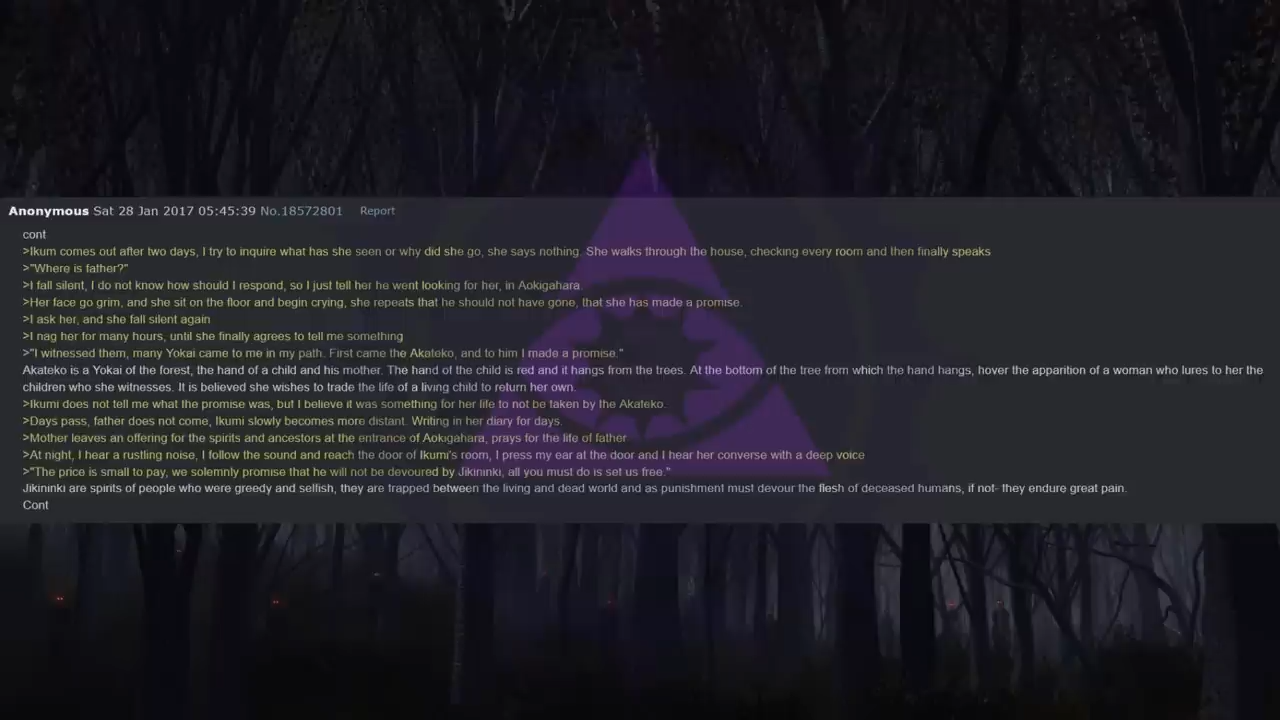 Anonymous Sat 28 Jan 2017 05:45:39 No.18572801 Report
cont
>Ikum comes out after two days, I try to inquire what has she seen or why did she go, she says nothing. She walks through the house, checking every room and then finally speaks
>"Where is father?"
>I fall silent, I do not know how should I respond, so I just tell her he went looking for her, in Aokigahara.
>Her face go grim, and she sit on the floor and begin crying, she repeats that he should not have gone, that she has made a promise.
>I ask her, and she fall silent again
>I nag her for many hours, until she finally agrees to tell me something
>"I witnessed them, many Yokai came to me in my path. First came the Akateko, and to him I made a promise."
Akateko is a Yokai of the forest, the hand of a child and his mother. The hand of the child is red and it hangs from the trees. At the bottom of the tree from which the hand hangs, hover the apparition of a woman who lures to her the
children who she witnesses. It is believed she wishes to trade the life of a living child to return her own.
>Ikumi does not tell me what the promise was, but I believe it was something for her life to not be taken by the Akateko.
>Days pass, father does not come, Ikumi slowly becomes more distant. Writing in her diary for days.
>Mother leaves an offering for the spirits and ancestors at the entrance of Aokigahara, prays for the life of father
>At night, I hear a rustling noise, I follow the sound and reach the door of Ikumi's room, I press my ear at the door and I hear her converse with a deep voice
>"The price is small to pay, we solemnly promise that he will not be devoured by Jikininki, all you must do is set us free."
Jikininki are spirits of people who were greedy and selfish, they are trapped between the living and dead world and as punishment must devour the flesh of deceased humans, if not- they endure great pain.
Cont